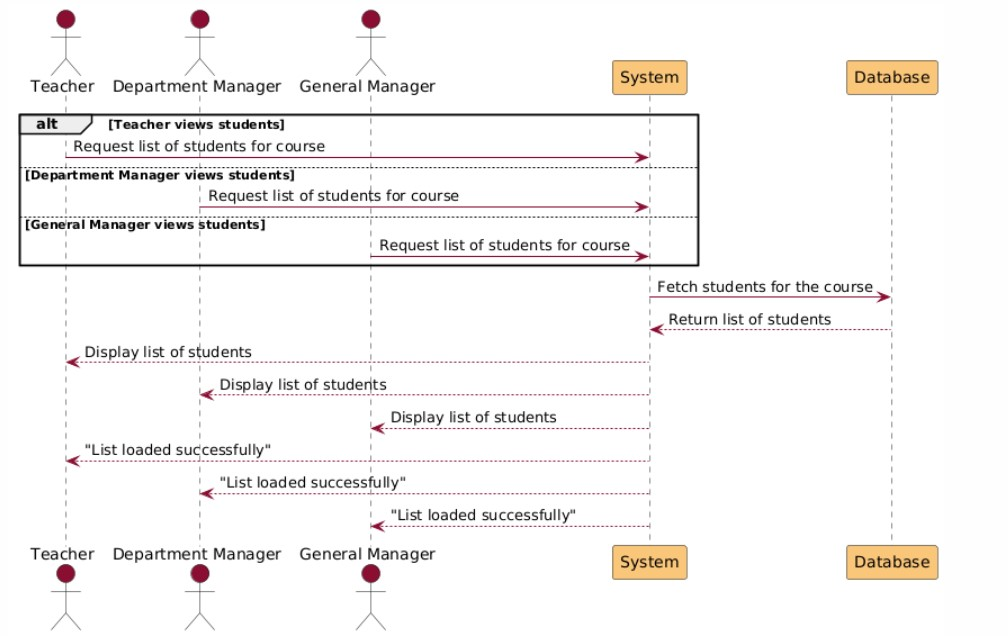 Teacher Department Manager General Manager System Database
alt [Teacher views students]
Request list of students for course
[Department Manager views students]
Request list of students for course
[General Manager views students]
Request list of students for course
Fetch students for the course
Return list of students
Display list of students
Display list of students
Display list of students
"List loaded successfully"
"List loaded successfully"
"List loaded successfully"
Teacher Department Manager General Manager System Database